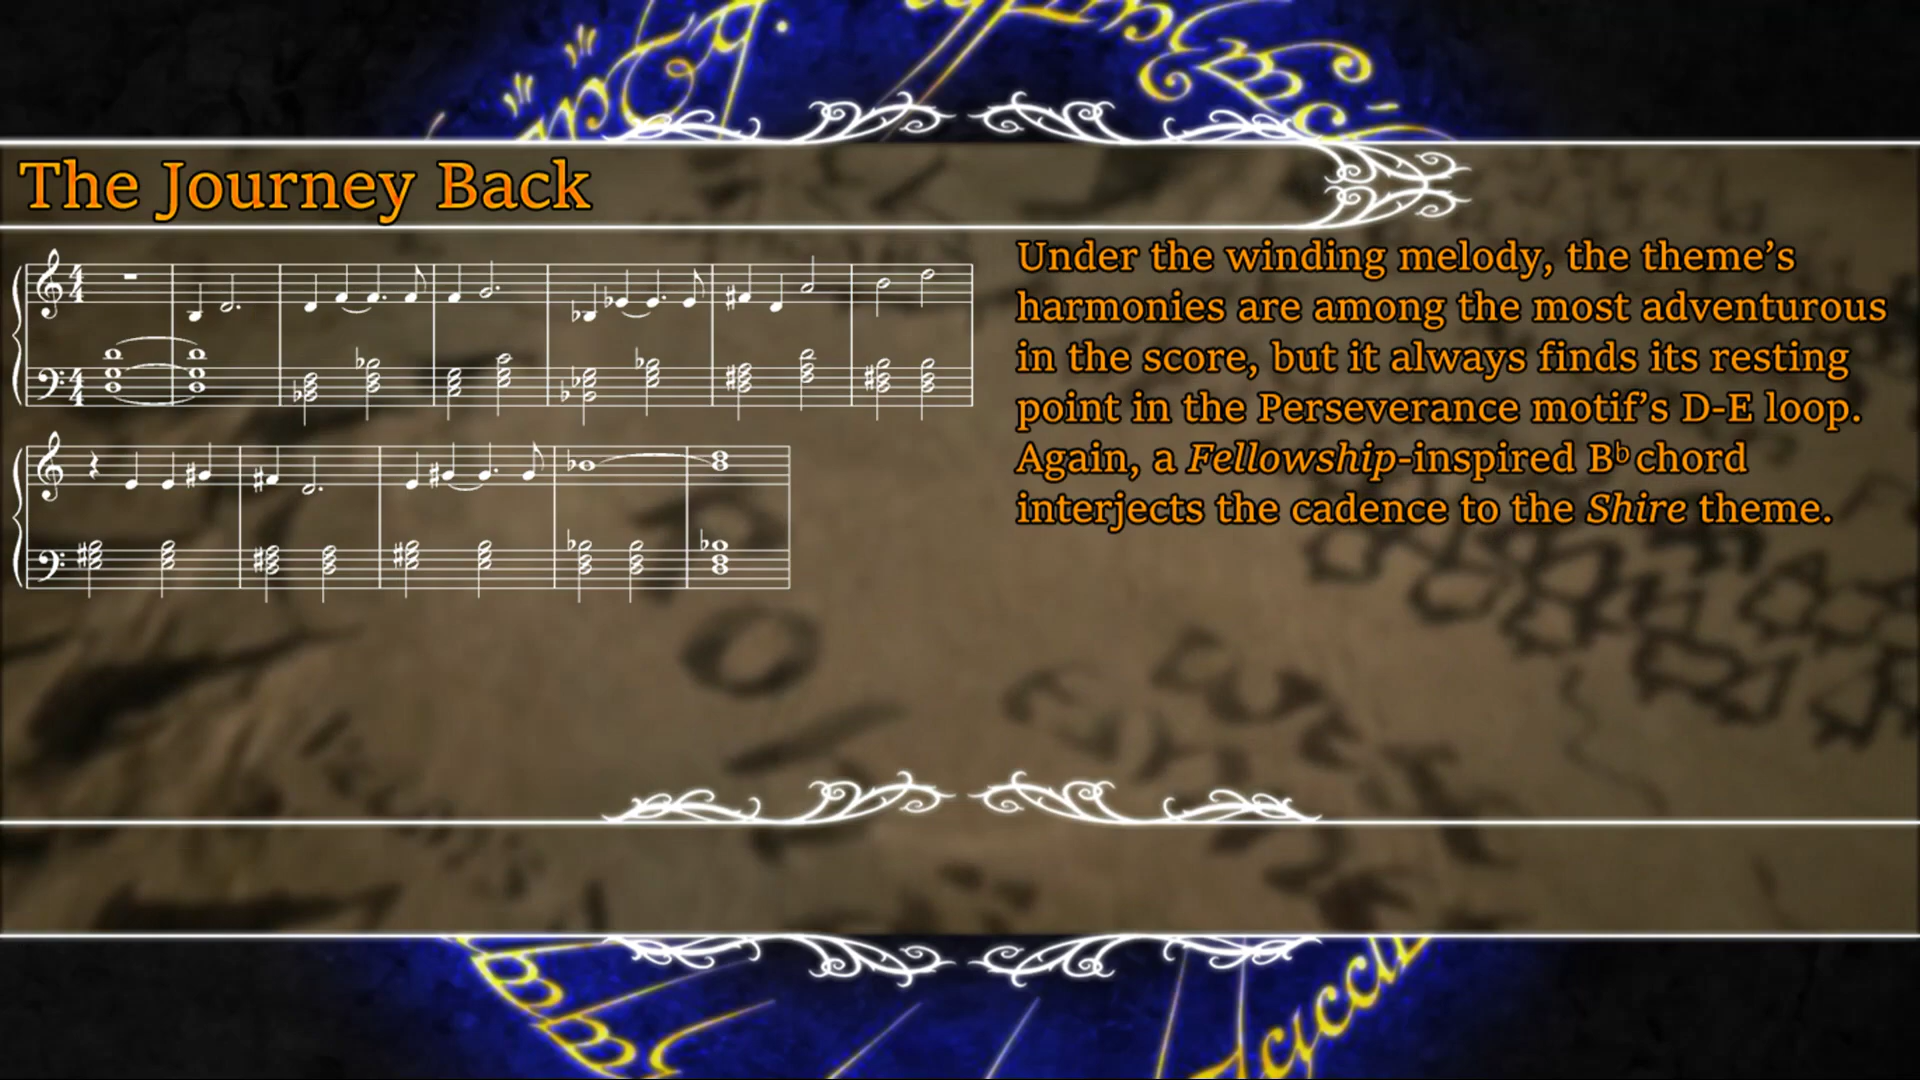 The Journey Back
Under the winding melody, the theme’s
harmonies are among the most adventurous
in the score, but it always finds its resting
point in the Perseverance motif’s D-E loop.
Again, a Fellowship-inspired B♭ chord
interjects the cadence to the Shire theme.